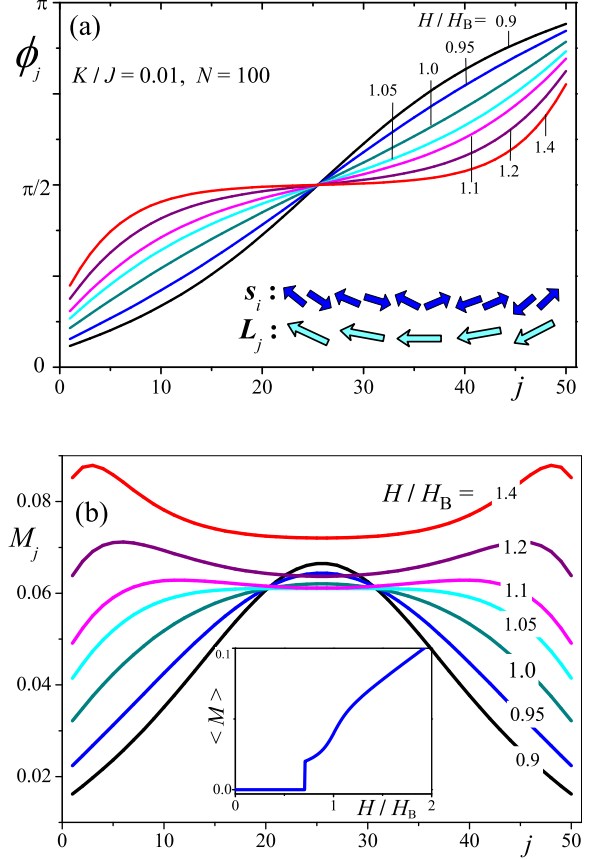 (a)
H / H_B = 0.9
0.95
1.0
1.05
K / J = 0.01, N = 100
1.4
1.2
1.1
π
ϕ_j
π/2
0
s_i :
L_j :
0 10 20 30 40 50
j
(b)
H / H_B = 1.4
1.2
1.1
1.05
1.0
0.95
0.9
M_j
0.08
0.06
0.04
0.02
0.1
< M >
0.0
0 1 2
H / H_B
0 10 20 30 40 50
j